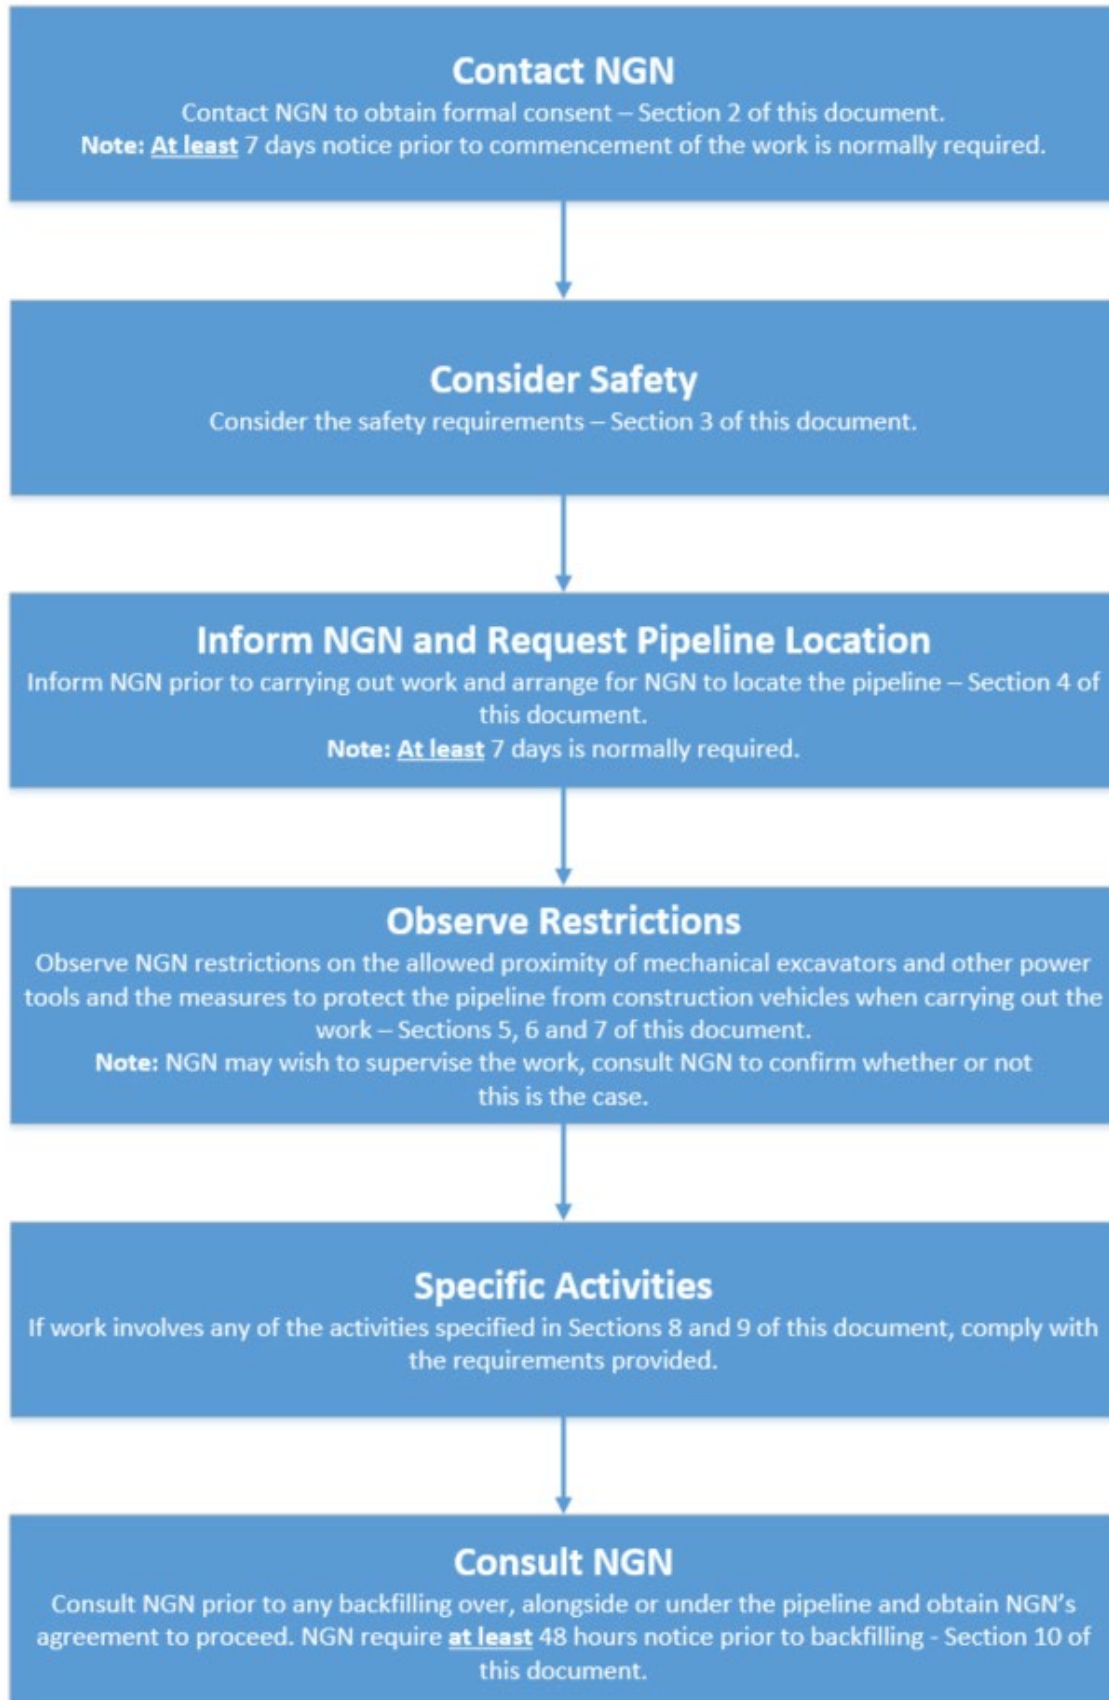 Contact NGN
Contact NGN to obtain formal consent – Section 2 of this document.
Note: At least 7 days notice prior to commencement of the work is normally required.
Consider Safety
Consider the safety requirements – Section 3 of this document.
Inform NGN and Request Pipeline Location
Inform NGN prior to carrying out work and arrange for NGN to locate the pipeline – Section 4 of
this document.
Note: At least 7 days is normally required.
Observe Restrictions
Observe NGN restrictions on the allowed proximity of mechanical excavators and other power
tools and the measures to protect the pipeline from construction vehicles when carrying out the
work – Sections 5, 6 and 7 of this document.
Note: NGN may wish to supervise the work, consult NGN to confirm whether or not
this is the case.
Specific Activities
If work involves any of the activities specified in Sections 8 and 9 of this document, comply with
the requirements provided.
Consult NGN
Consult NGN prior to any backfilling over, alongside or under the pipeline and obtain NGN’s
agreement to proceed. NGN require at least 48 hours notice prior to backfilling - Section 10 of
this document.